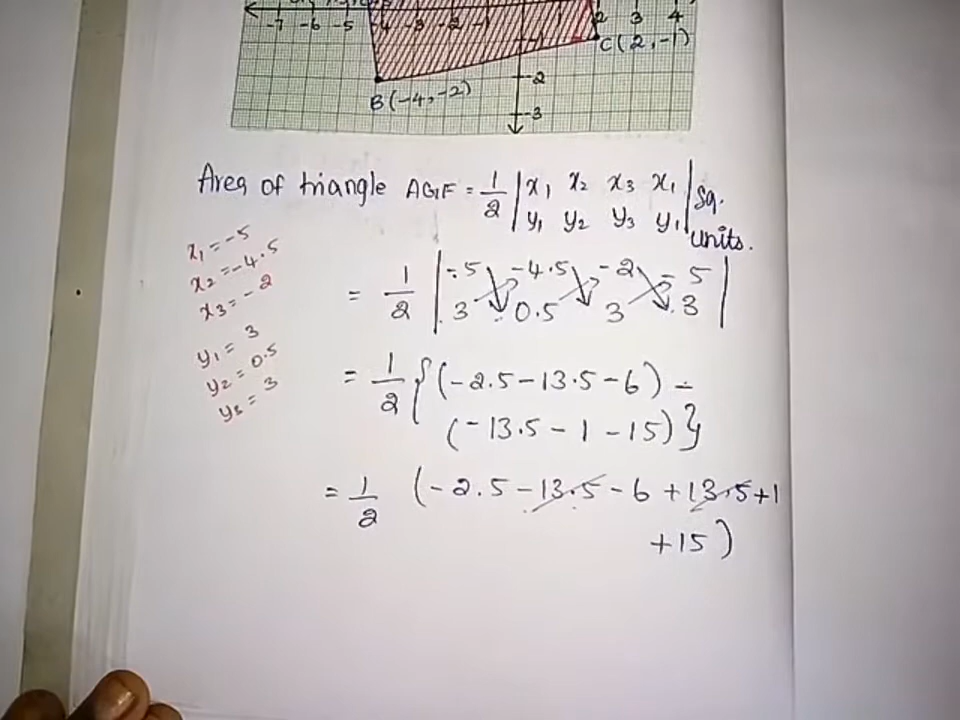 -7 -6 -5 -4 -3 -2 -1 1 2 3 4
-1 C(2,-1)
-2
B(-4,-2)
-3
Area of triangle AGF = 1/2 | x1 x2 x3 x1 | Sq.
y1 y2 y3 y1 units.
x1 = -5
x2 = -4.5
x3 = -2
y1 = 3
y2 = 0.5
y3 = 3
= 1/2 | -5 -4.5 -2 -5 |
3 0.5 3 3
= 1/2 { (-2.5 - 13.5 - 6) -
(-13.5 - 1 - 15) }
= 1/2 (-2.5 - 13.5 - 6 + 13.5 + 1
+ 15)